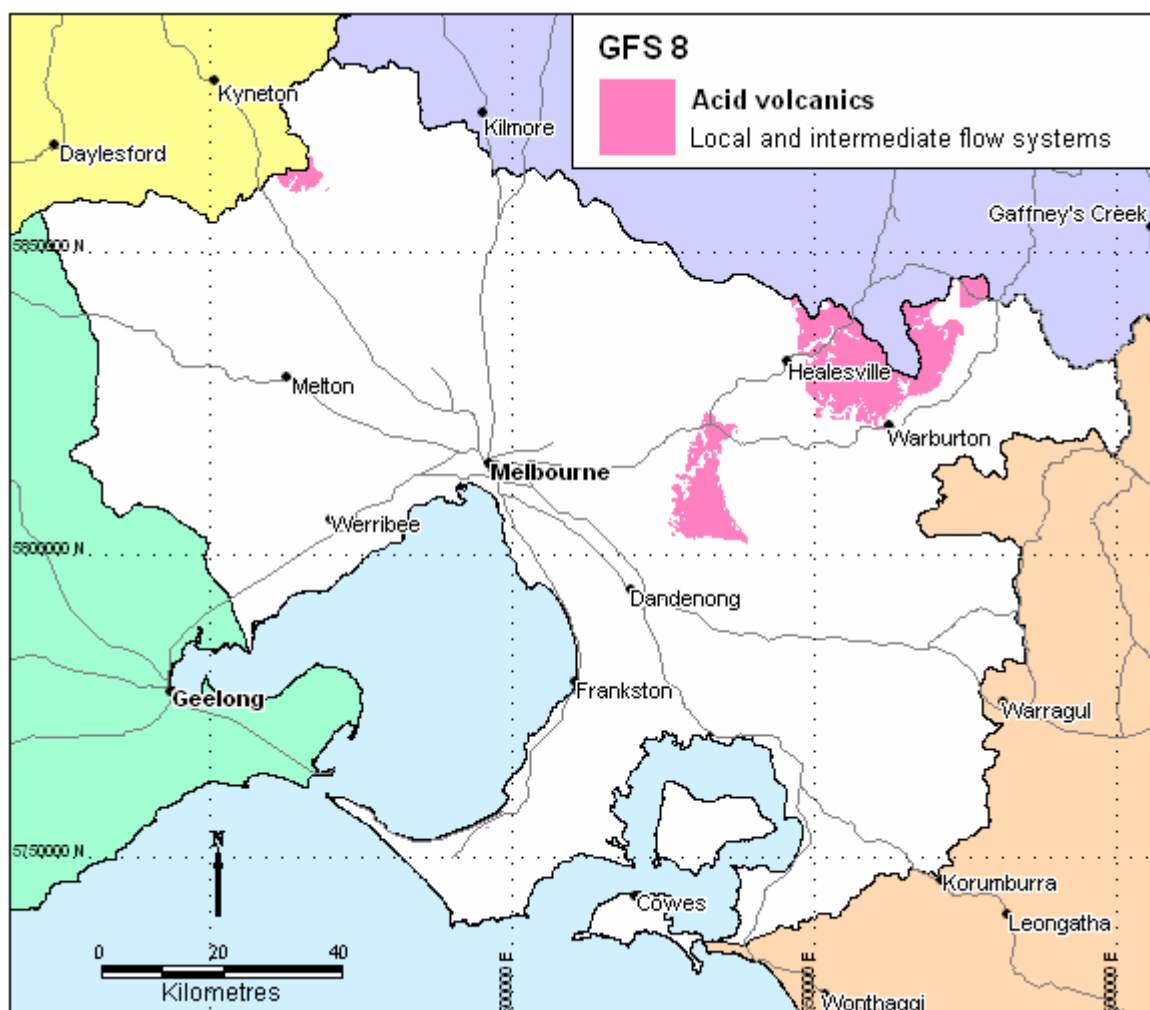 GFS 8
Acid volcanics
Local and intermediate flow systems
Kyneton
Kilmore
Daylesford
Gaffney's Creek
5850000 N
Healesville
Melton
Warburton
Melbourne
Werribee
5800000 N
Dandenong
Geelong
Frankston
Warragul
N
5750000 N
Korumburra
Cowes
Leongatha
0 20 40
Kilometres
Wonthaggi